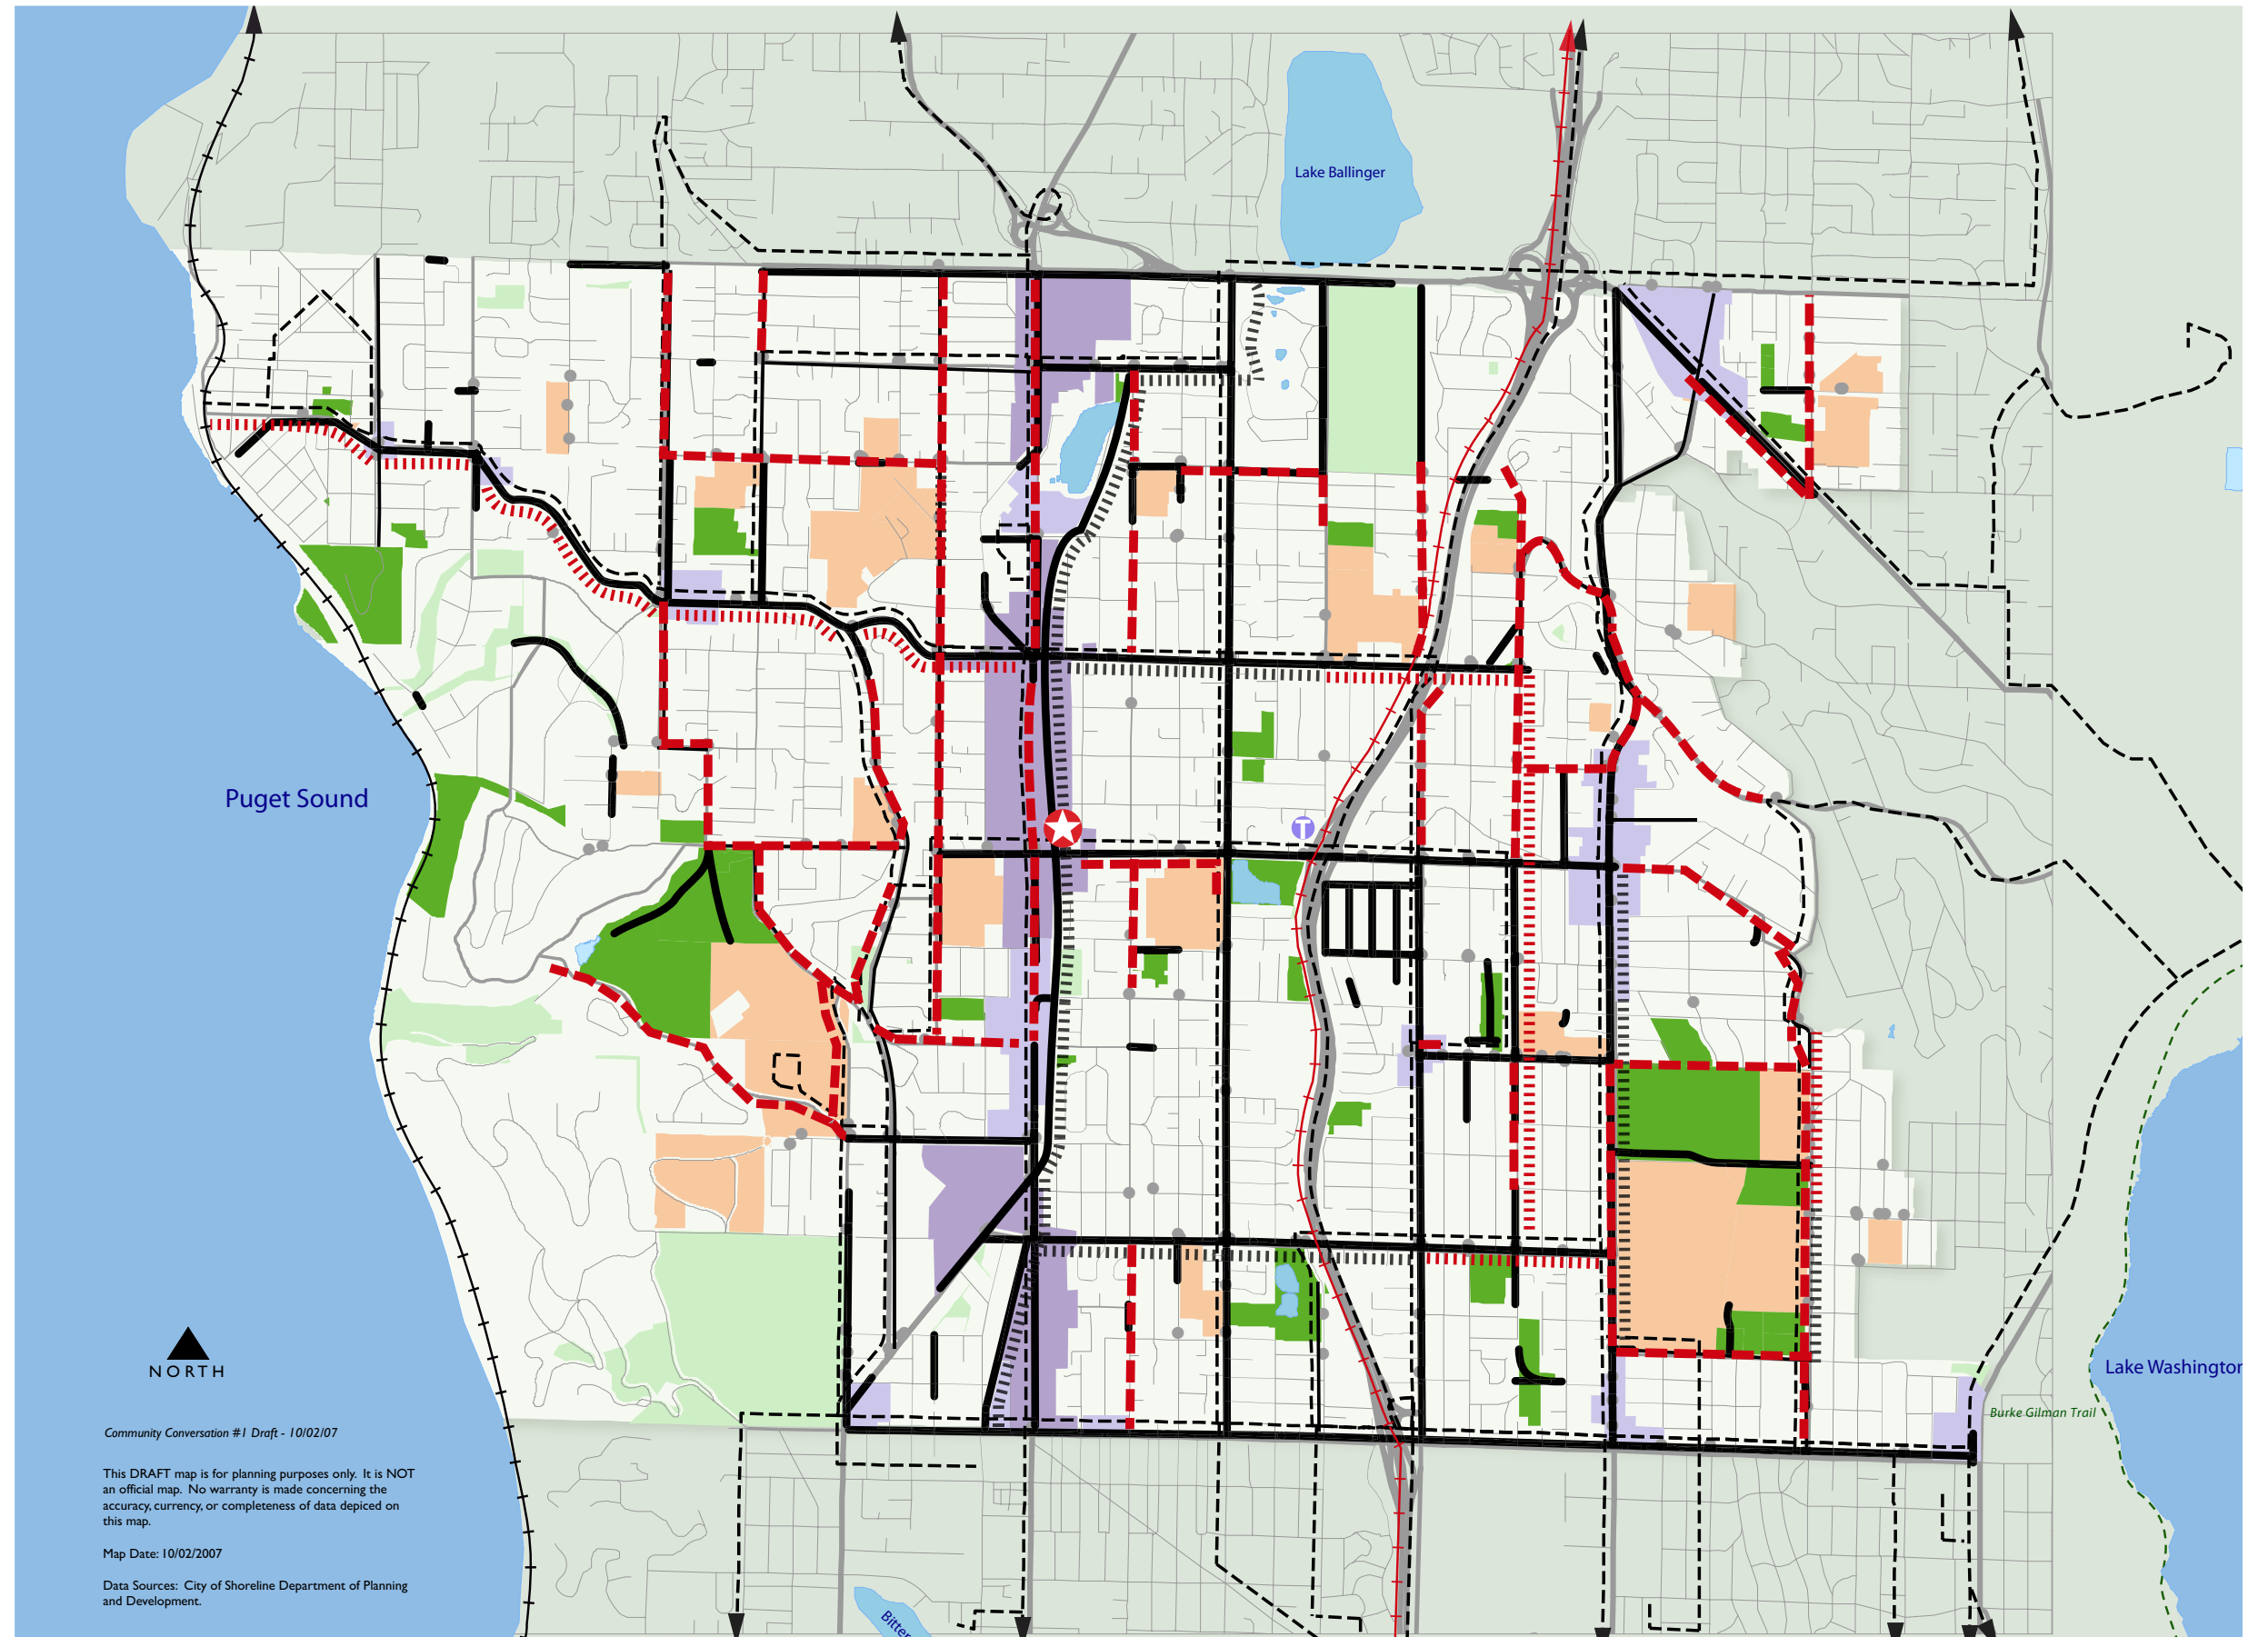 Lake Ballinger
Puget Sound
T
NORTH
Lake Washington
Burke Gilman Trail
Community Conversation #1 Draft - 10/02/07
This DRAFT map is for planning purposes only. It is NOT
an official map. No warranty is made concerning the
accuracy, currency, or completeness of data depiced on
this map.
Map Date: 10/02/2007
Data Sources: City of Shoreline Department of Planning
and Development.
Bitter